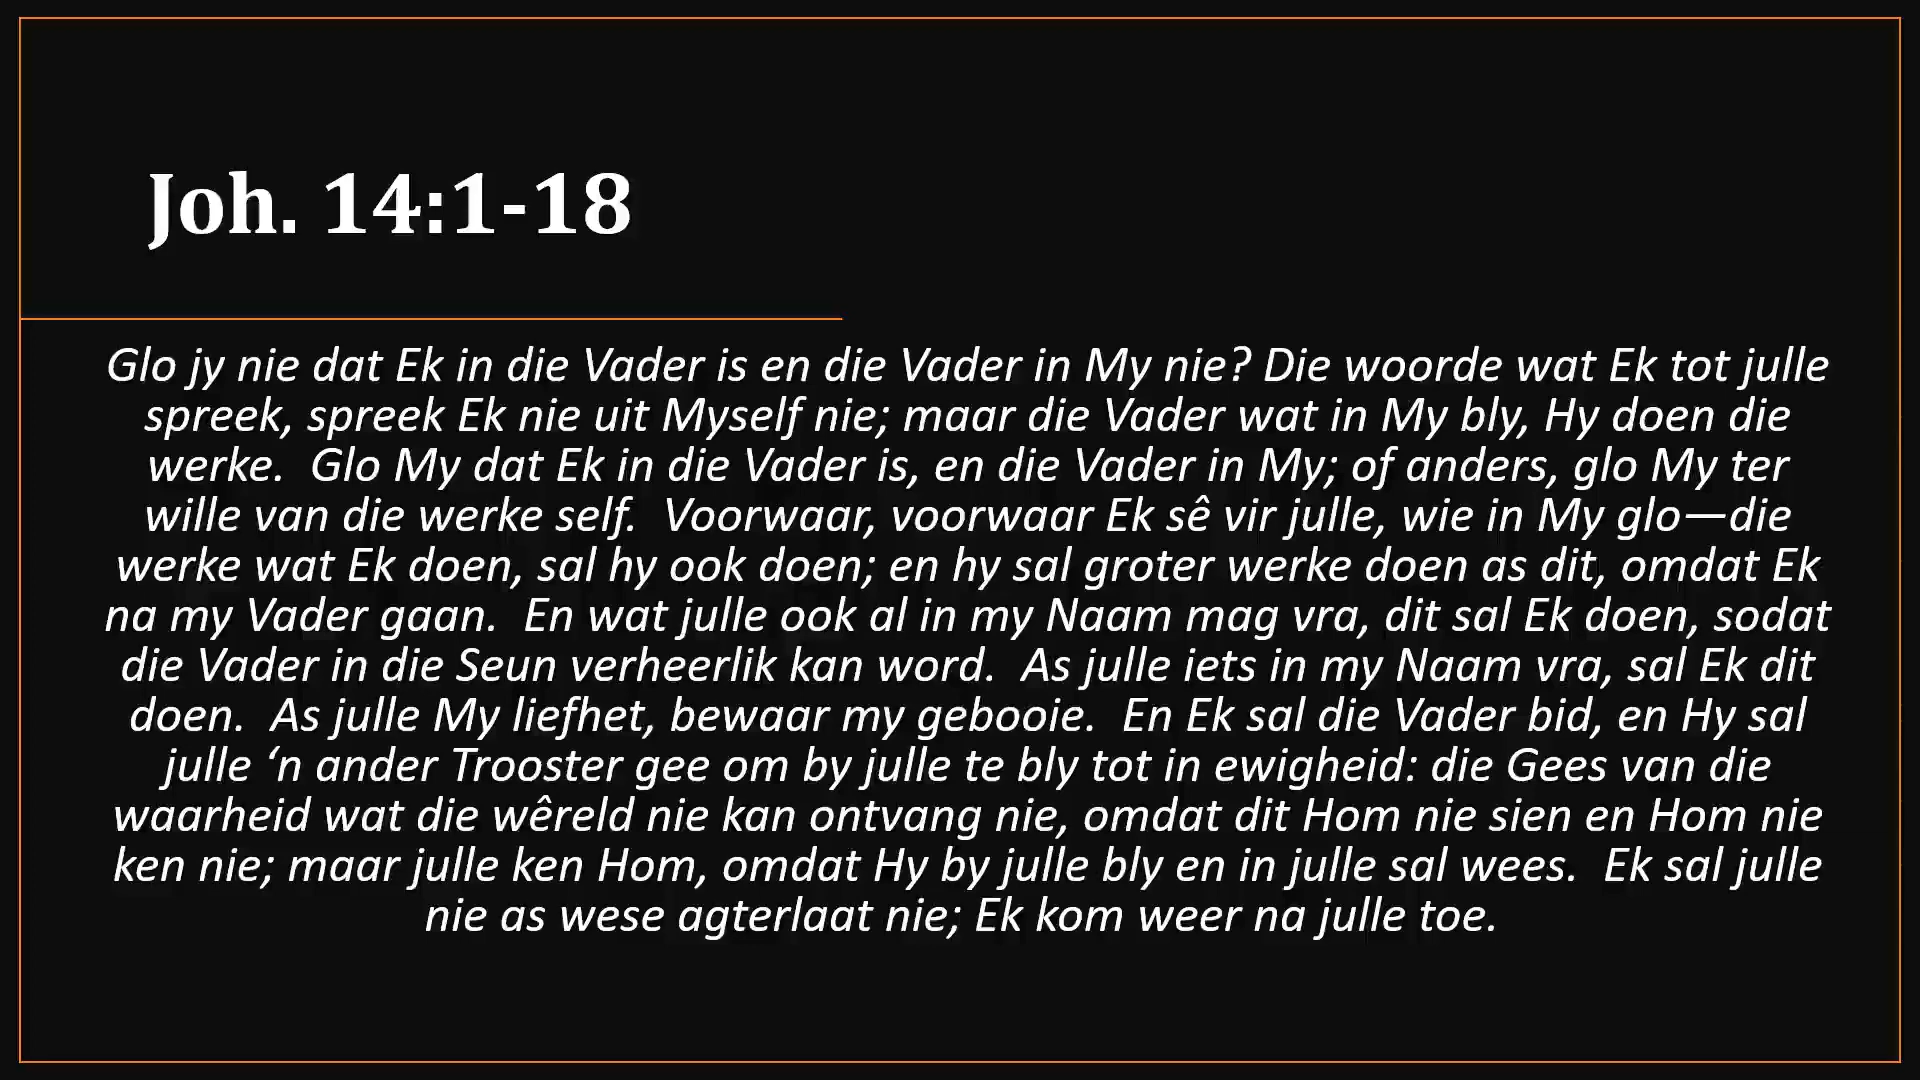 Joh. 14:1-18
Glo jy nie dat Ek in die Vader is en die Vader in My nie? Die woorde wat Ek tot julle
spreek, spreek Ek nie uit Myself nie; maar die Vader wat in My bly, Hy doen die
werke.  Glo My dat Ek in die Vader is, en die Vader in My; of anders, glo My ter
wille van die werke self.  Voorwaar, voorwaar Ek sê vir julle, wie in My glo—die
werke wat Ek doen, sal hy ook doen; en hy sal groter werke doen as dit, omdat Ek
na my Vader gaan.  En wat julle ook al in my Naam mag vra, dit sal Ek doen, sodat
die Vader in die Seun verheerlik kan word.  As julle iets in my Naam vra, sal Ek dit
doen.  As julle My liefhet, bewaar my gebooie.  En Ek sal die Vader bid, en Hy sal
julle ‘n ander Trooster gee om by julle te bly tot in ewigheid: die Gees van die
waarheid wat die wêreld nie kan ontvang nie, omdat dit Hom nie sien en Hom nie
ken nie; maar julle ken Hom, omdat Hy by julle bly en in julle sal wees.  Ek sal julle
nie as wese agterlaat nie; Ek kom weer na julle toe.